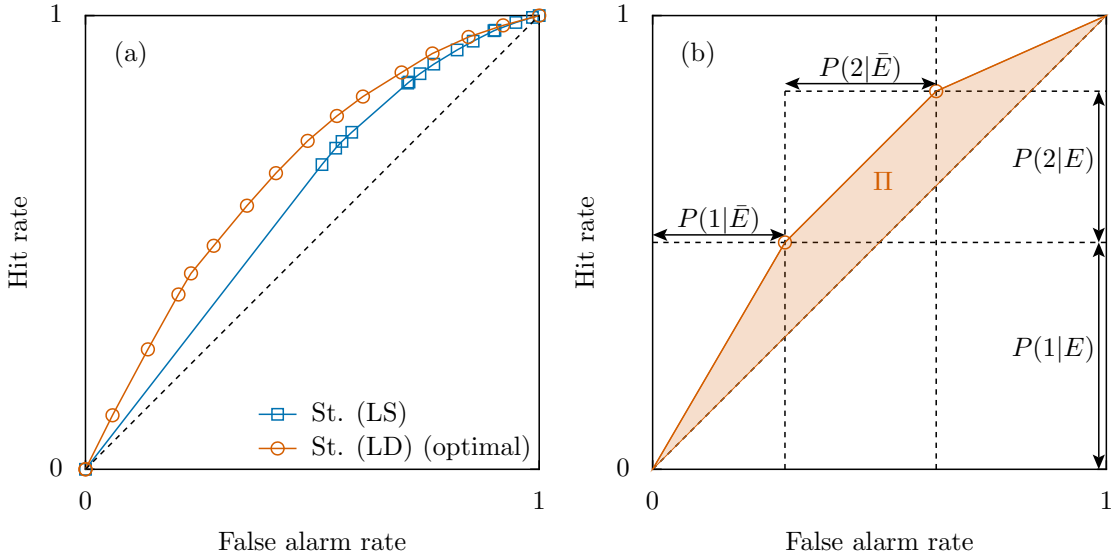 1
(a)
Hit rate
St. (LS)
St. (LD) (optimal)
0
0
1
False alarm rate
1
(b)
P(2|Ē)
P(2|E)
Π
P(1|Ē)
Hit rate
P(1|E)
0
0
1
False alarm rate